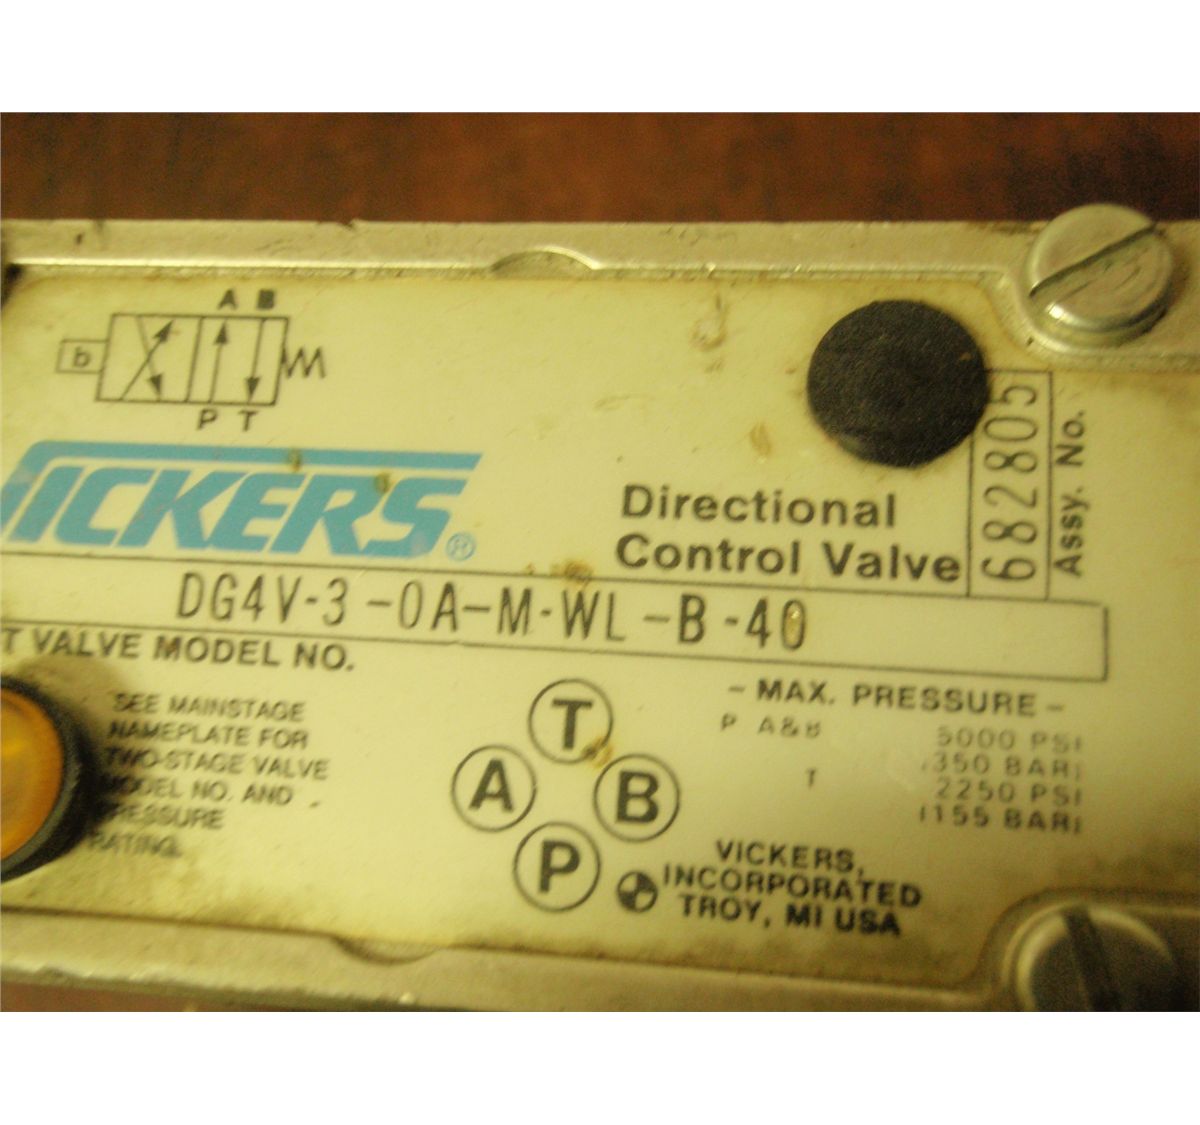 A B
b
P T
VICKERS®
Directional
Control Valve
682805
Assy. No.
DG4V-3-0A-M-WL-B-40
T VALVE MODEL NO.
SEE MAINSTAGE
NAMEPLATE FOR
TWO-STAGE VALVE
MODEL NO. AND
PRESSURE
RATING.
T
A B
P
- MAX. PRESSURE -
P A&B 5000 PSI
(350 BAR)
T 2250 PSI
(155 BAR)
VICKERS,
INCORPORATED
TROY, MI USA